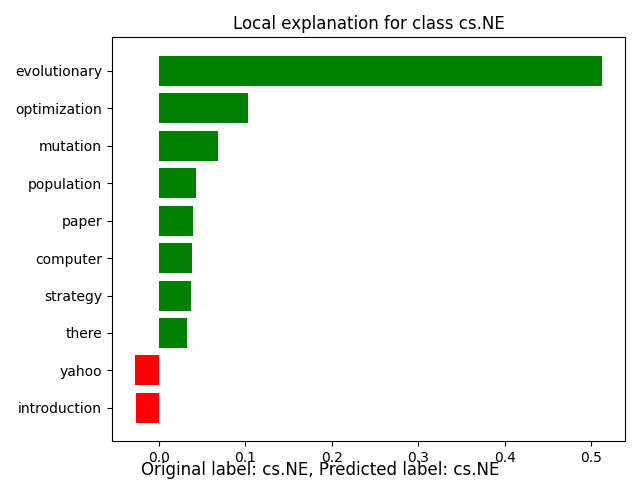 Local explanation for class cs.NE
evolutionary
optimization
mutation
population
paper
computer
strategy
there
yahoo
introduction
0.0 0.1 0.2 0.3 0.4 0.5
Original label: cs.NE, Predicted label: cs.NE